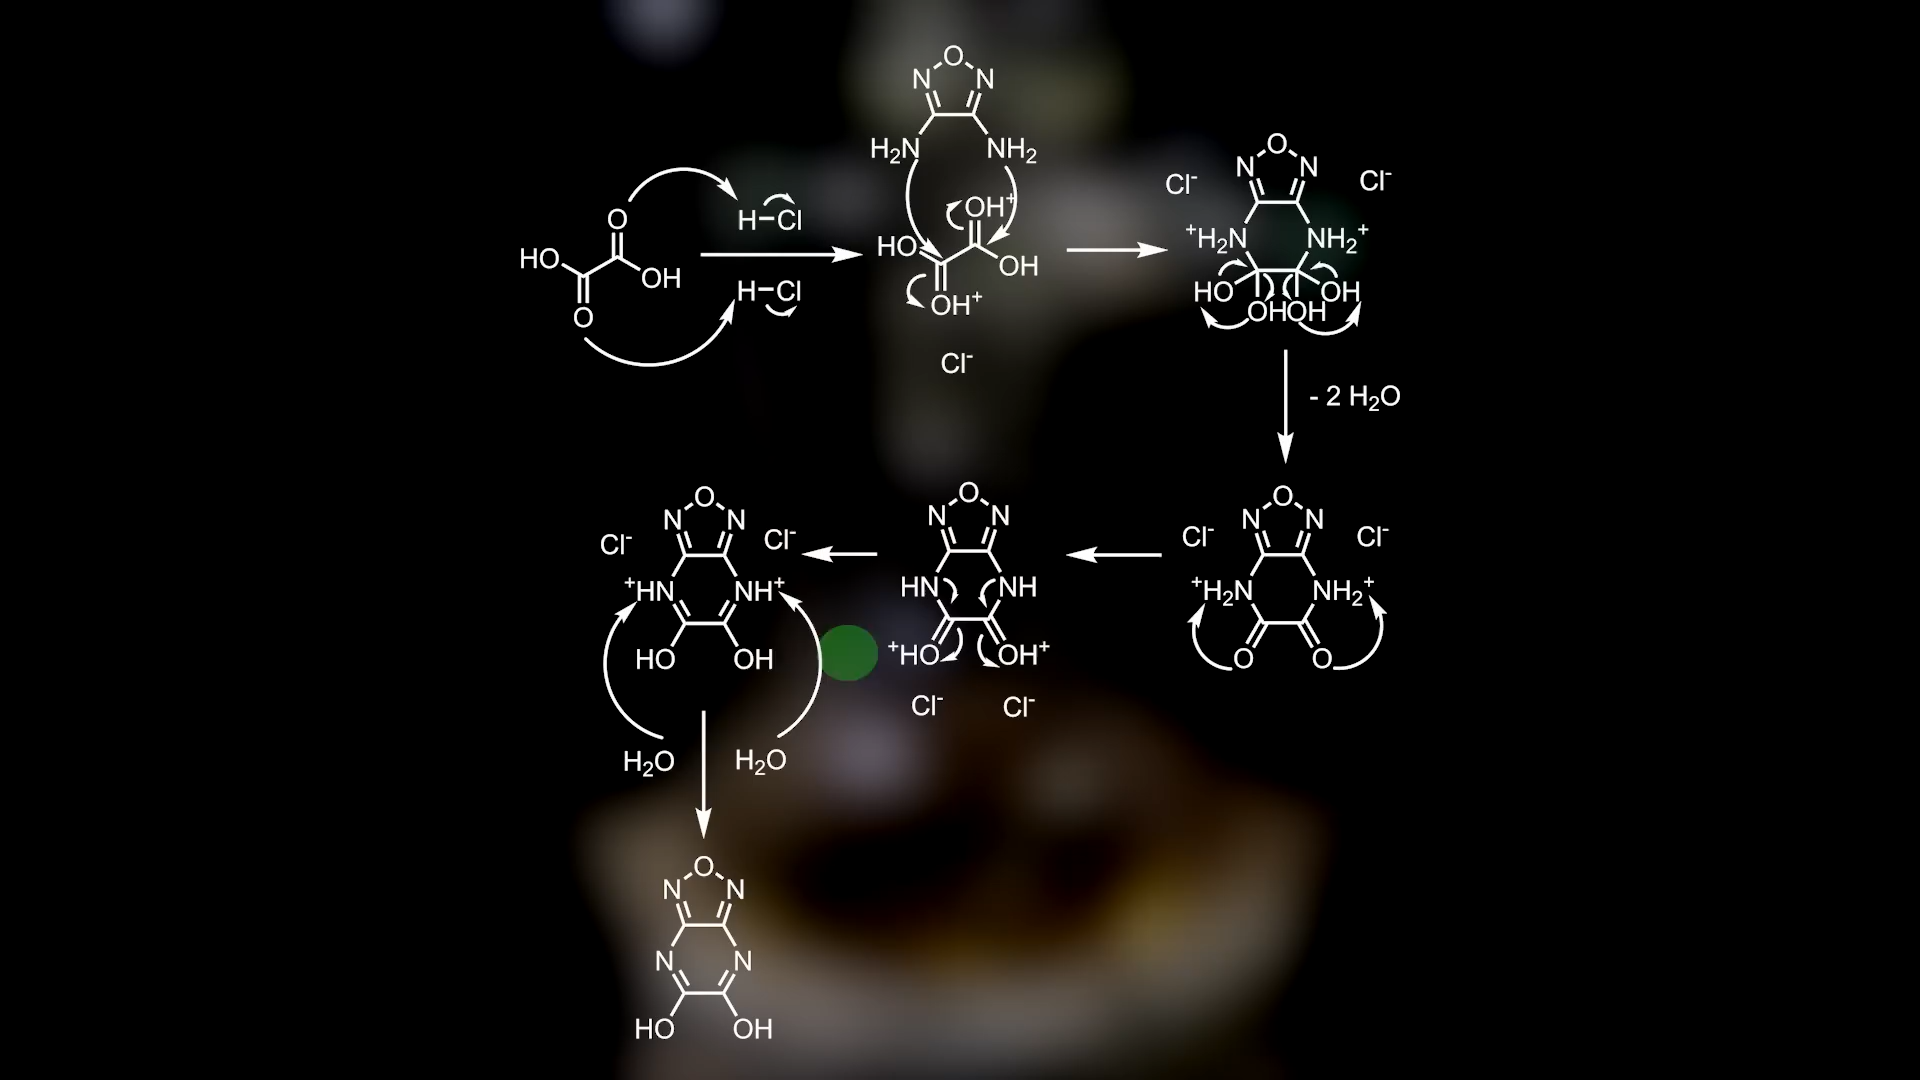 O
N N
H₂N NH₂
O
HO
OH
O
H–Cl
H–Cl
OH⁺
HO
OH
OH⁺
Cl⁻
O
N N
Cl⁻ Cl⁻
⁺H₂N NH₂⁺
HO OH OH OH
- 2 H₂O
O
N N
Cl⁻ Cl⁻
⁺H₂N NH₂⁺
O O
O
N N
HN NH
⁺HO OH⁺
Cl⁻ Cl⁻
O
N N
Cl⁻ Cl⁻
⁺HN NH⁺
HO OH
H₂O H₂O
O
N N
N N
HO OH